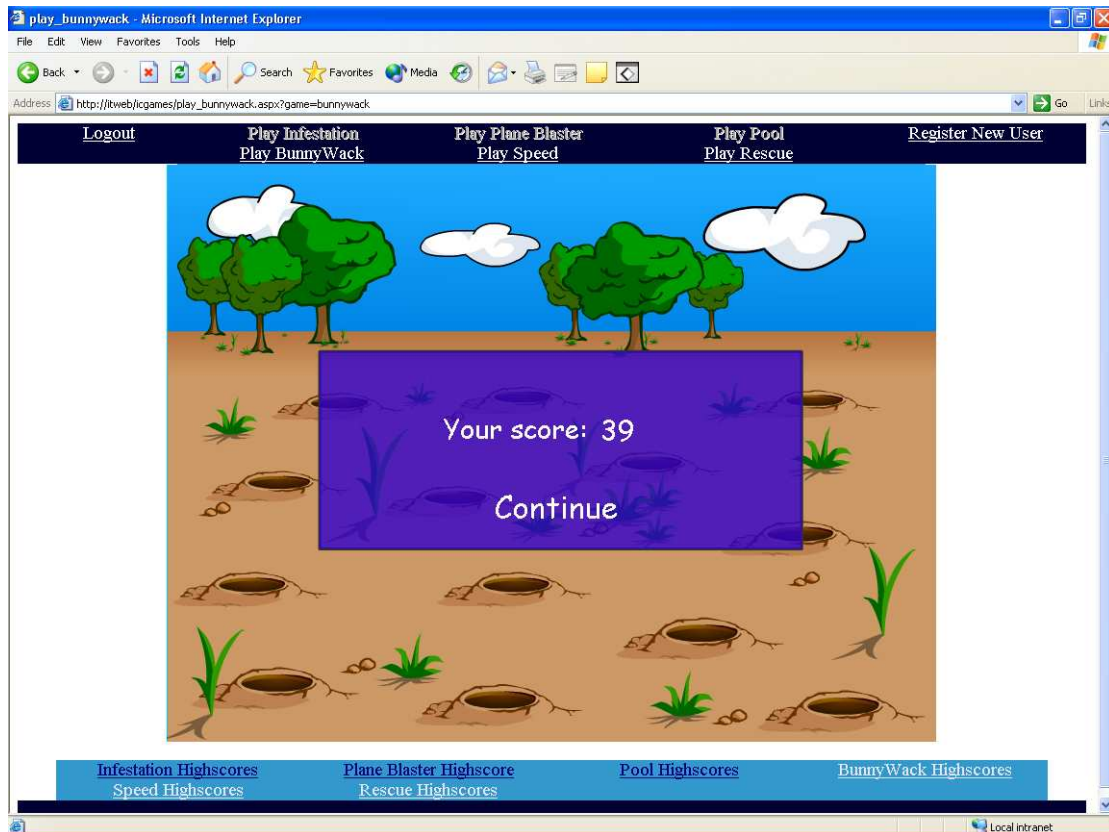 play_bunnywack - Microsoft Internet Explorer
File Edit View Favorites Tools Help
Back Search Favorites Media
Address http://itweb/icgames/play_bunnywack.aspx?game=bunnywack Go Links
Logout Play Infestation Play Plane Blaster Play Pool Register New User
Play BunnyWack Play Speed Play Rescue
Your score: 39
Continue
Infestation Highscores Plane Blaster Highscore Pool Highscores BunnyWack Highscores
Speed Highscores Rescue Highscores
Local intranet